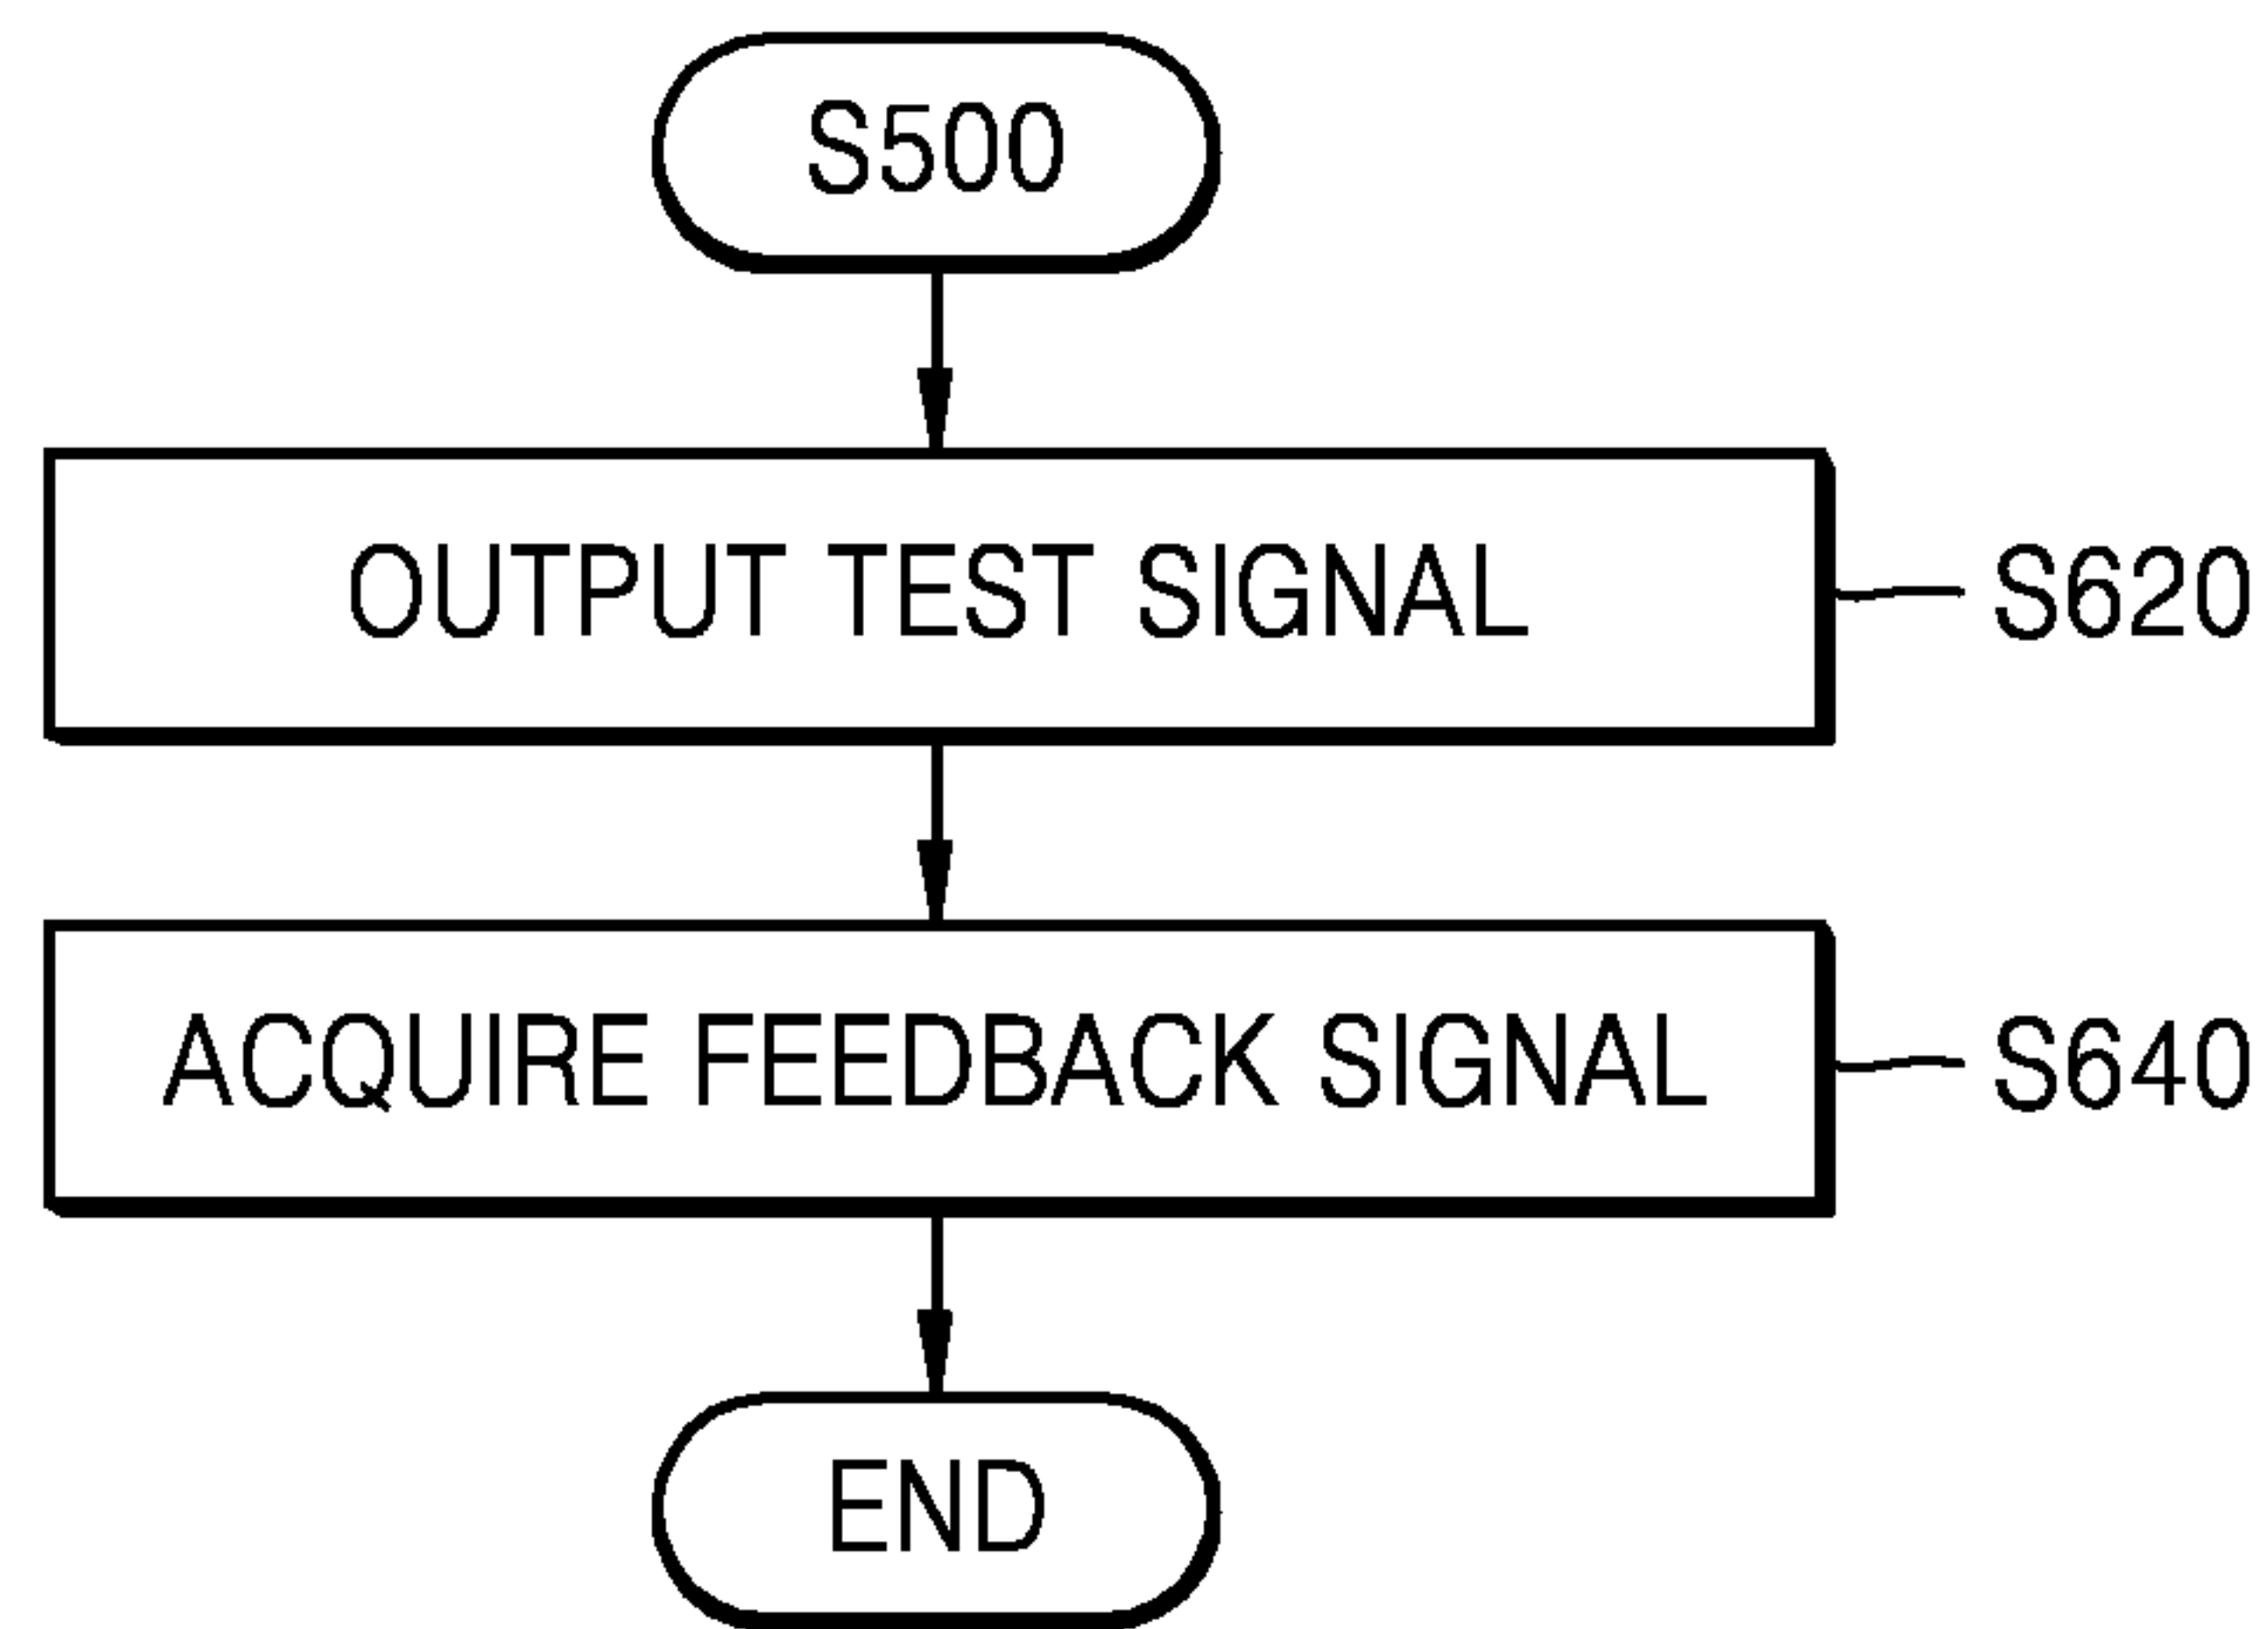 S500
OUTPUT TEST SIGNAL
S620
ACQUIRE FEEDBACK SIGNAL
S640
END